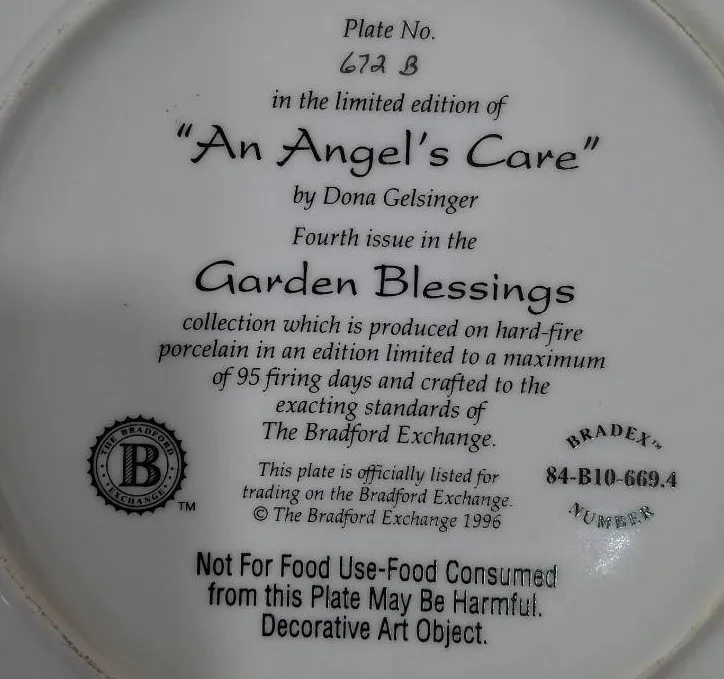 Plate No.
672 B
in the limited edition of
"An Angel's Care"
by Dona Gelsinger
Fourth issue in the
Garden Blessings
collection which is produced on hard-fire
porcelain in an edition limited to a maximum
of 95 firing days and crafted to the
exacting standards of
The Bradford Exchange.
This plate is officially listed for
trading on the Bradford Exchange.
© The Bradford Exchange 1996
THE BRADFORD
B
EXCHANGE
TM
BRADEX™
84-B10-669.4
NUMBER
Not For Food Use-Food Consumed
from this Plate May Be Harmful.
Decorative Art Object.